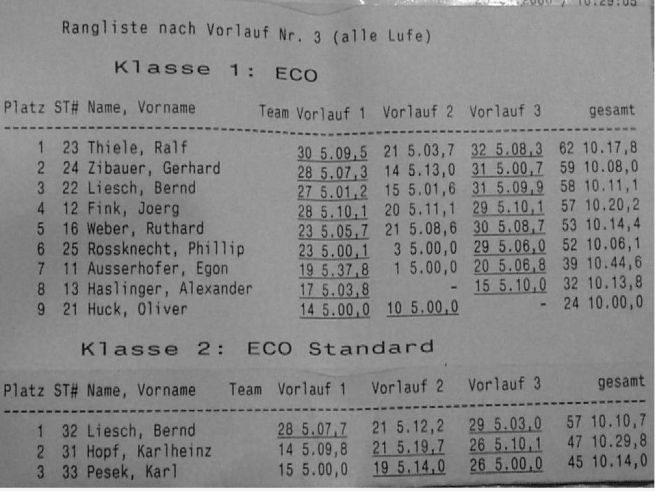 2000 / 10:29:05
Rangliste nach Vorlauf Nr. 3 (alle Lufe)
Klasse 1: ECO
Platz ST# Name, Vorname Team Vorlauf 1 Vorlauf 2 Vorlauf 3 gesamt
1 23 Thiele, Ralf 30 5.09,5 21 5.03,7 32 5.08,3 62 10.17,8
2 24 Zibauer, Gerhard 28 5.07,3 14 5.13,0 31 5.00,7 59 10.08,0
3 22 Liesch, Bernd 27 5.01,2 15 5.01,6 31 5.09,9 58 10.11,1
4 12 Fink, Joerg 28 5.10,1 20 5.11,1 29 5.10,1 57 10.20,2
5 16 Weber, Ruthard 23 5.05,7 21 5.08,6 30 5.08,7 53 10.14,4
6 25 Rossknecht, Phillip 23 5.00,1 3 5.00,0 29 5.06,0 52 10.06,1
7 11 Ausserhofer, Egon 19 5.37,8 1 5.00,0 20 5.06,8 39 10.44,6
8 13 Haslinger, Alexander 17 5.03,8 - 15 5.10,0 32 10.13,8
9 21 Huck, Oliver 14 5.00,0 10 5.00,0 - 24 10.00,0
Klasse 2: ECO Standard
Platz ST# Name, Vorname Team Vorlauf 1 Vorlauf 2 Vorlauf 3 gesamt
1 32 Liesch, Bernd 28 5.07,7 21 5.12,2 29 5.03,0 57 10.10,7
2 31 Hopf, Karlheinz 14 5.09,8 21 5.19,7 26 5.10,1 47 10.29,8
3 33 Pesek, Karl 15 5.00,0 19 5.14,0 26 5.00,0 45 10.14,0